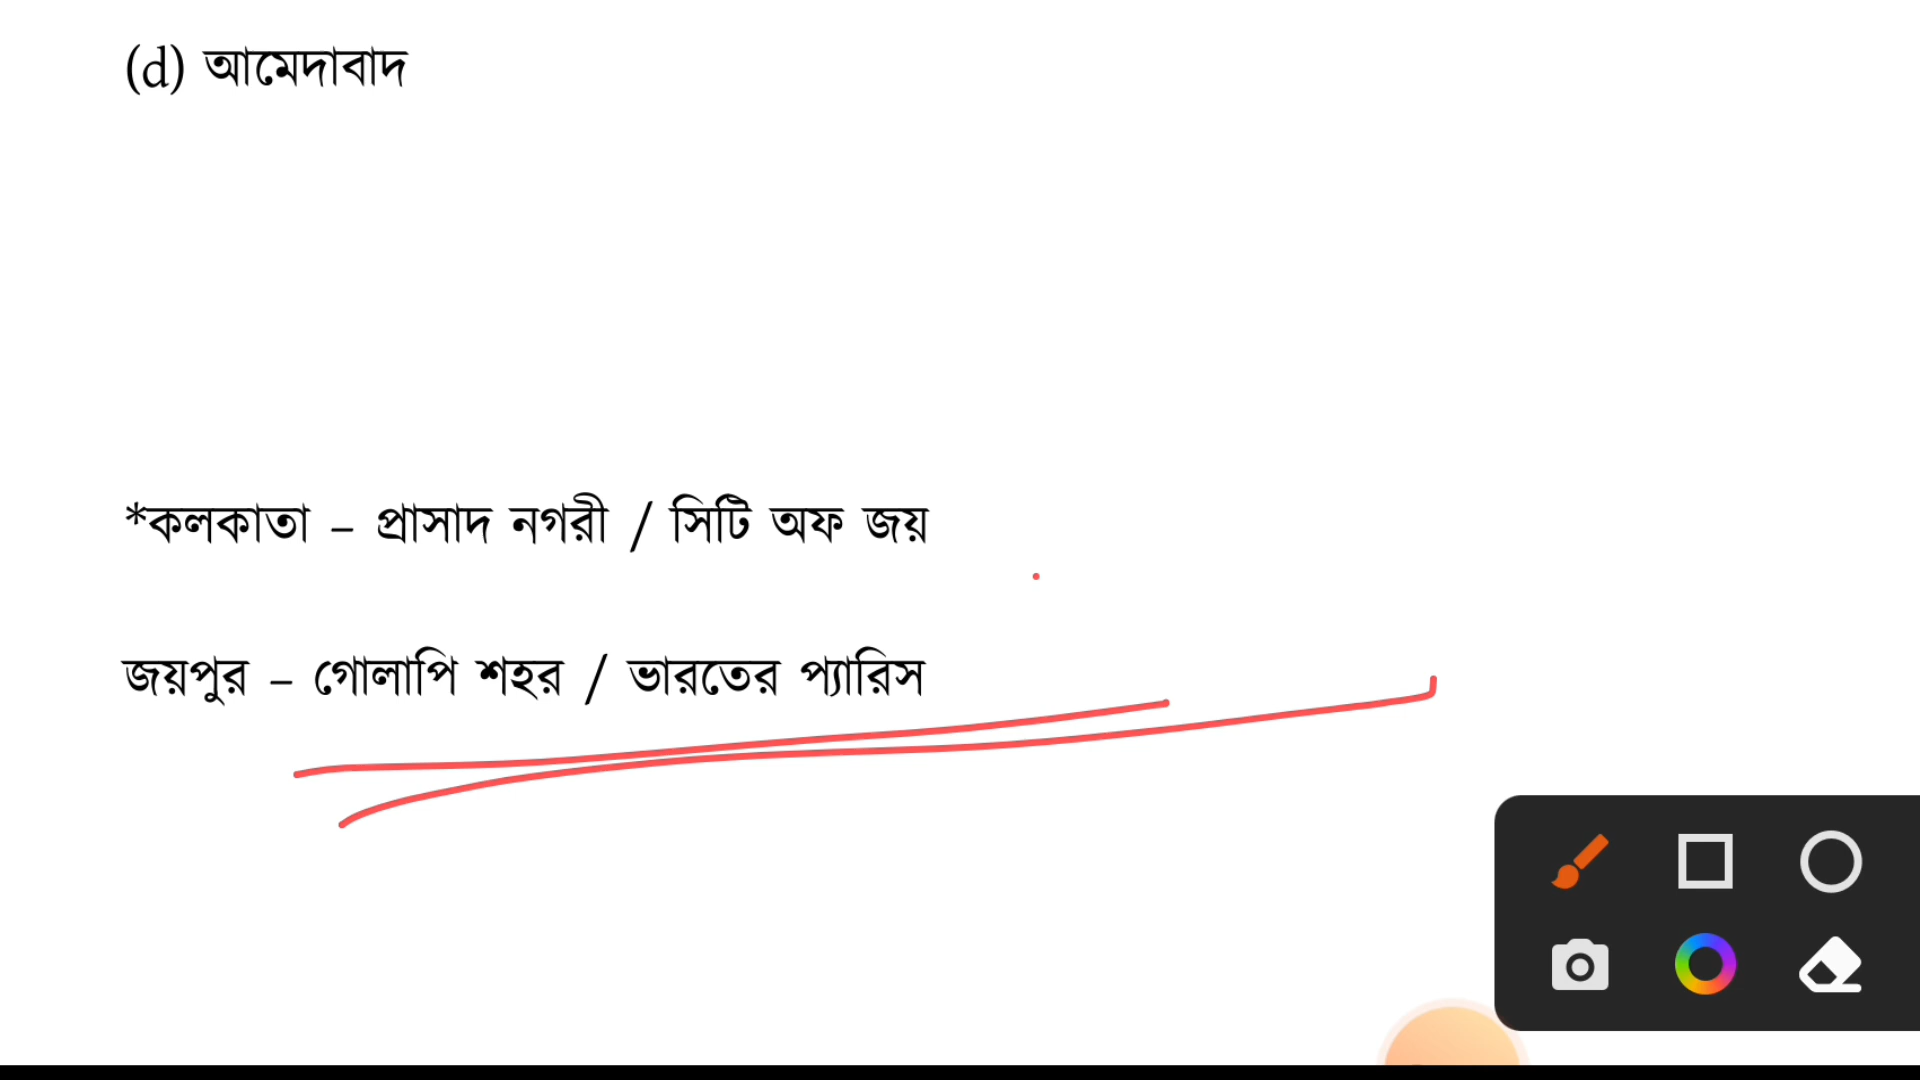 (d) আমেদাবাদ
*কলকাতা – প্রাসাদ নগরী / সিটি অফ জয়
জয়পুর – গোলাপি শহর / ভারতের প্যারিস